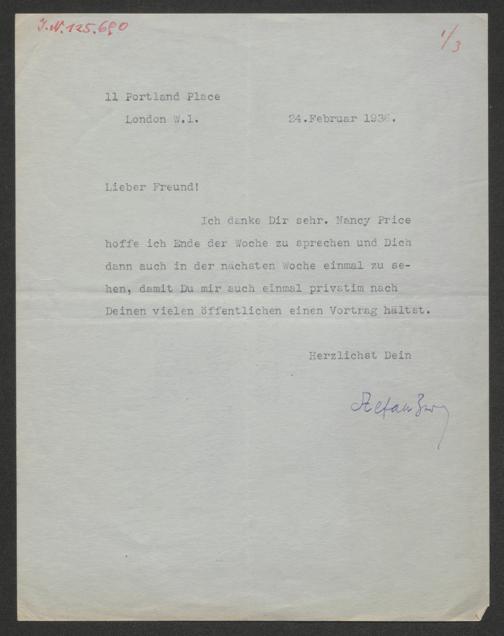 J.N. 125.690
1/3
11 Portland Place
London W.1.
24.Februar 1936.
Lieber Freund!
Ich danke Dir sehr. Nancy Price
hoffe ich Ende der Woche zu sprechen und Dich
dann auch in der nächsten Woche einmal zu se-
hen, damit Du mir auch einmal privatim nach
Deinen vielen öffentlichen einen Vortrag hältst.
Herzlichst Dein
Stefan Zweig